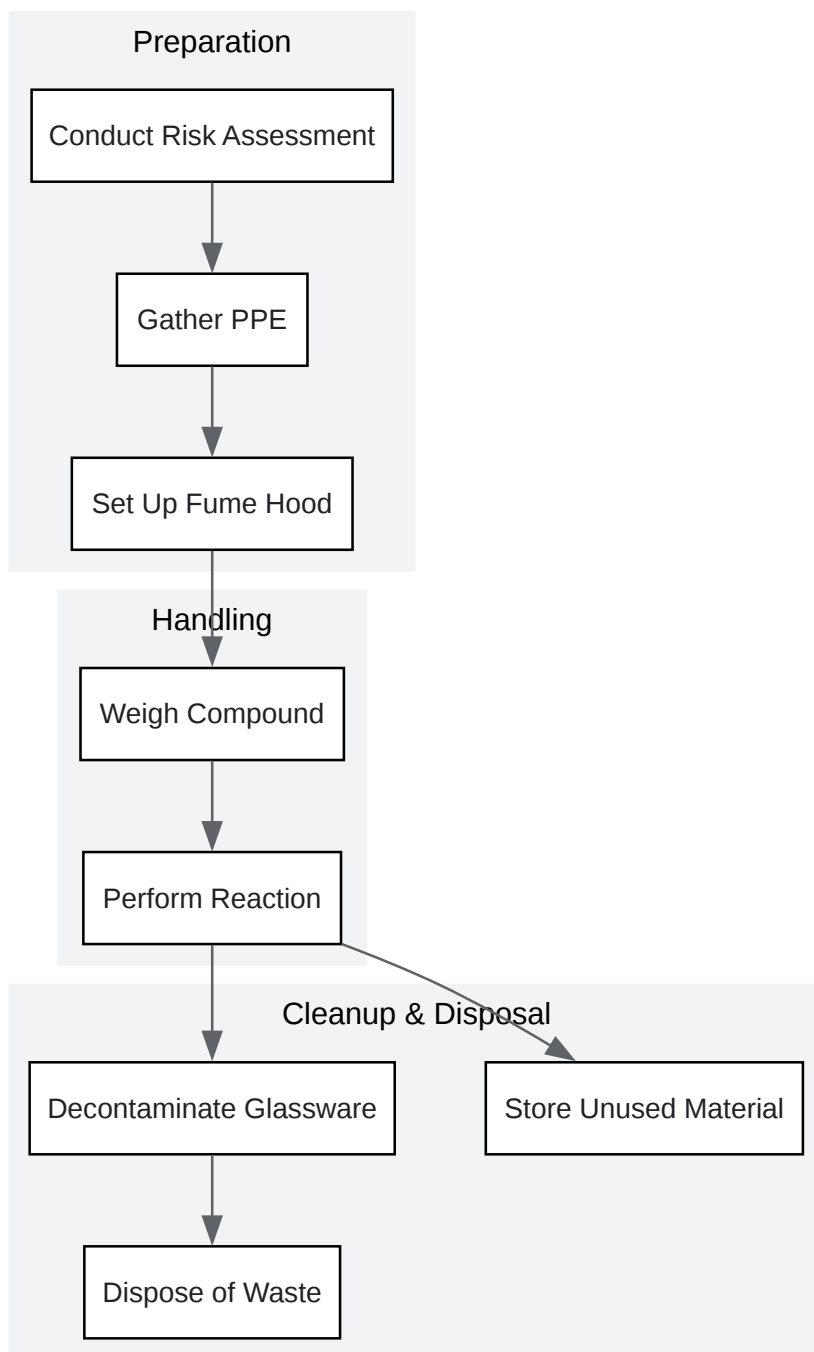 Preparation
Conduct Risk Assessment
Gather PPE
Set Up Fume Hood
Handling
Weigh Compound
Perform Reaction
Cleanup & Disposal
Decontaminate Glassware
Store Unused Material
Dispose of Waste